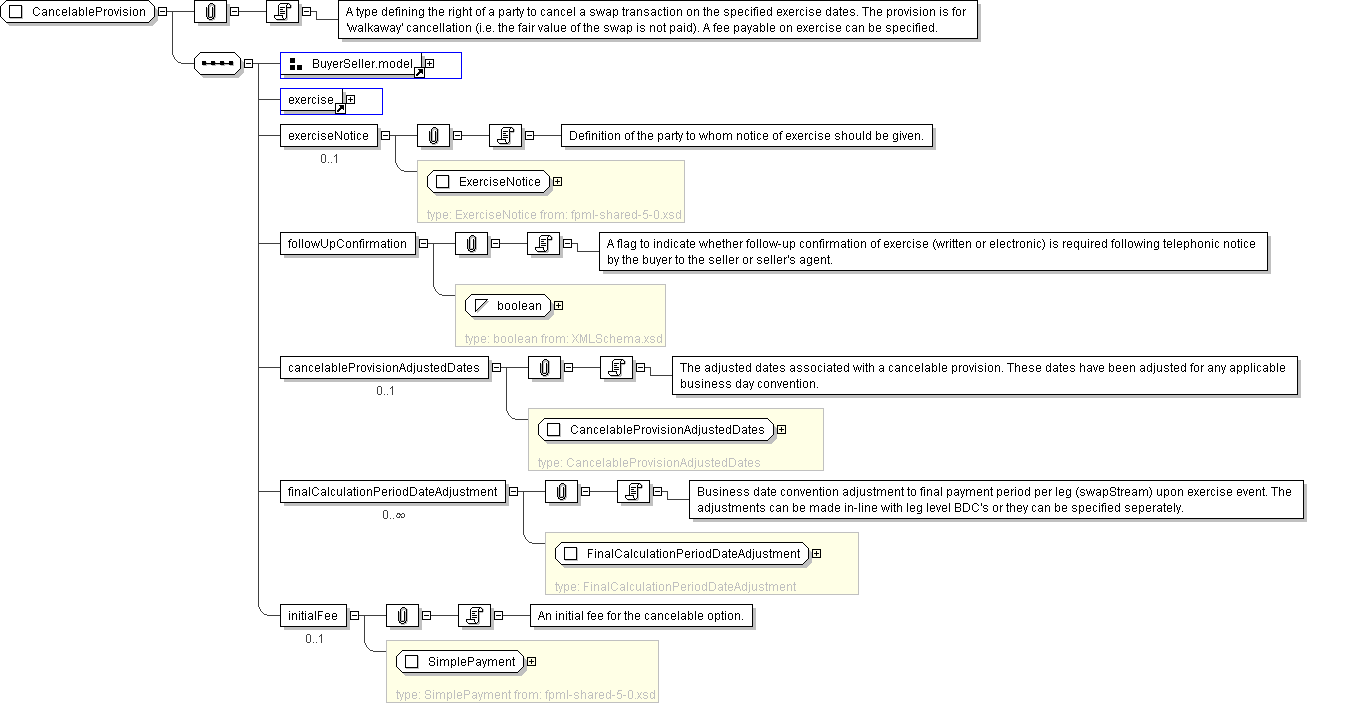 CancelableProvision
A type defining the right of a party to cancel a swap transaction on the specified exercise dates. The provision is for
'walkaway' cancellation (i.e. the fair value of the swap is not paid). A fee payable on exercise can be specified.
BuyerSeller.model
exercise
exerciseNotice
Definition of the party to whom notice of exercise should be given.
0..1
ExerciseNotice
type: ExerciseNotice from: fpml-shared-5-0.xsd
followUpConfirmation
A flag to indicate whether follow-up confirmation of exercise (written or electronic) is required following telephonic notice
by the buyer to the seller or seller's agent.
boolean
type: boolean from: XMLSchema.xsd
cancelableProvisionAdjustedDates
The adjusted dates associated with a cancelable provision. These dates have been adjusted for any applicable
business day convention.
0..1
CancelableProvisionAdjustedDates
type: CancelableProvisionAdjustedDates
finalCalculationPeriodDateAdjustment
Business date convention adjustment to final payment period per leg (swapStream) upon exercise event. The
adjustments can be made in-line with leg level BDC's or they can be specified seperately.
0..∞
FinalCalculationPeriodDateAdjustment
type: FinalCalculationPeriodDateAdjustment
initialFee
An initial fee for the cancelable option.
0..1
SimplePayment
type: SimplePayment from: fpml-shared-5-0.xsd